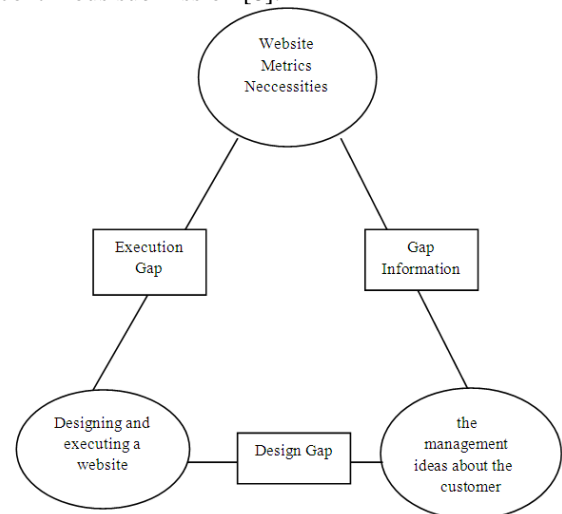 Website
Metrics
Neccessities
Execution
Gap
Gap
Information
Designing and
executing a
website
Design Gap
the
management
ideas about the
customer